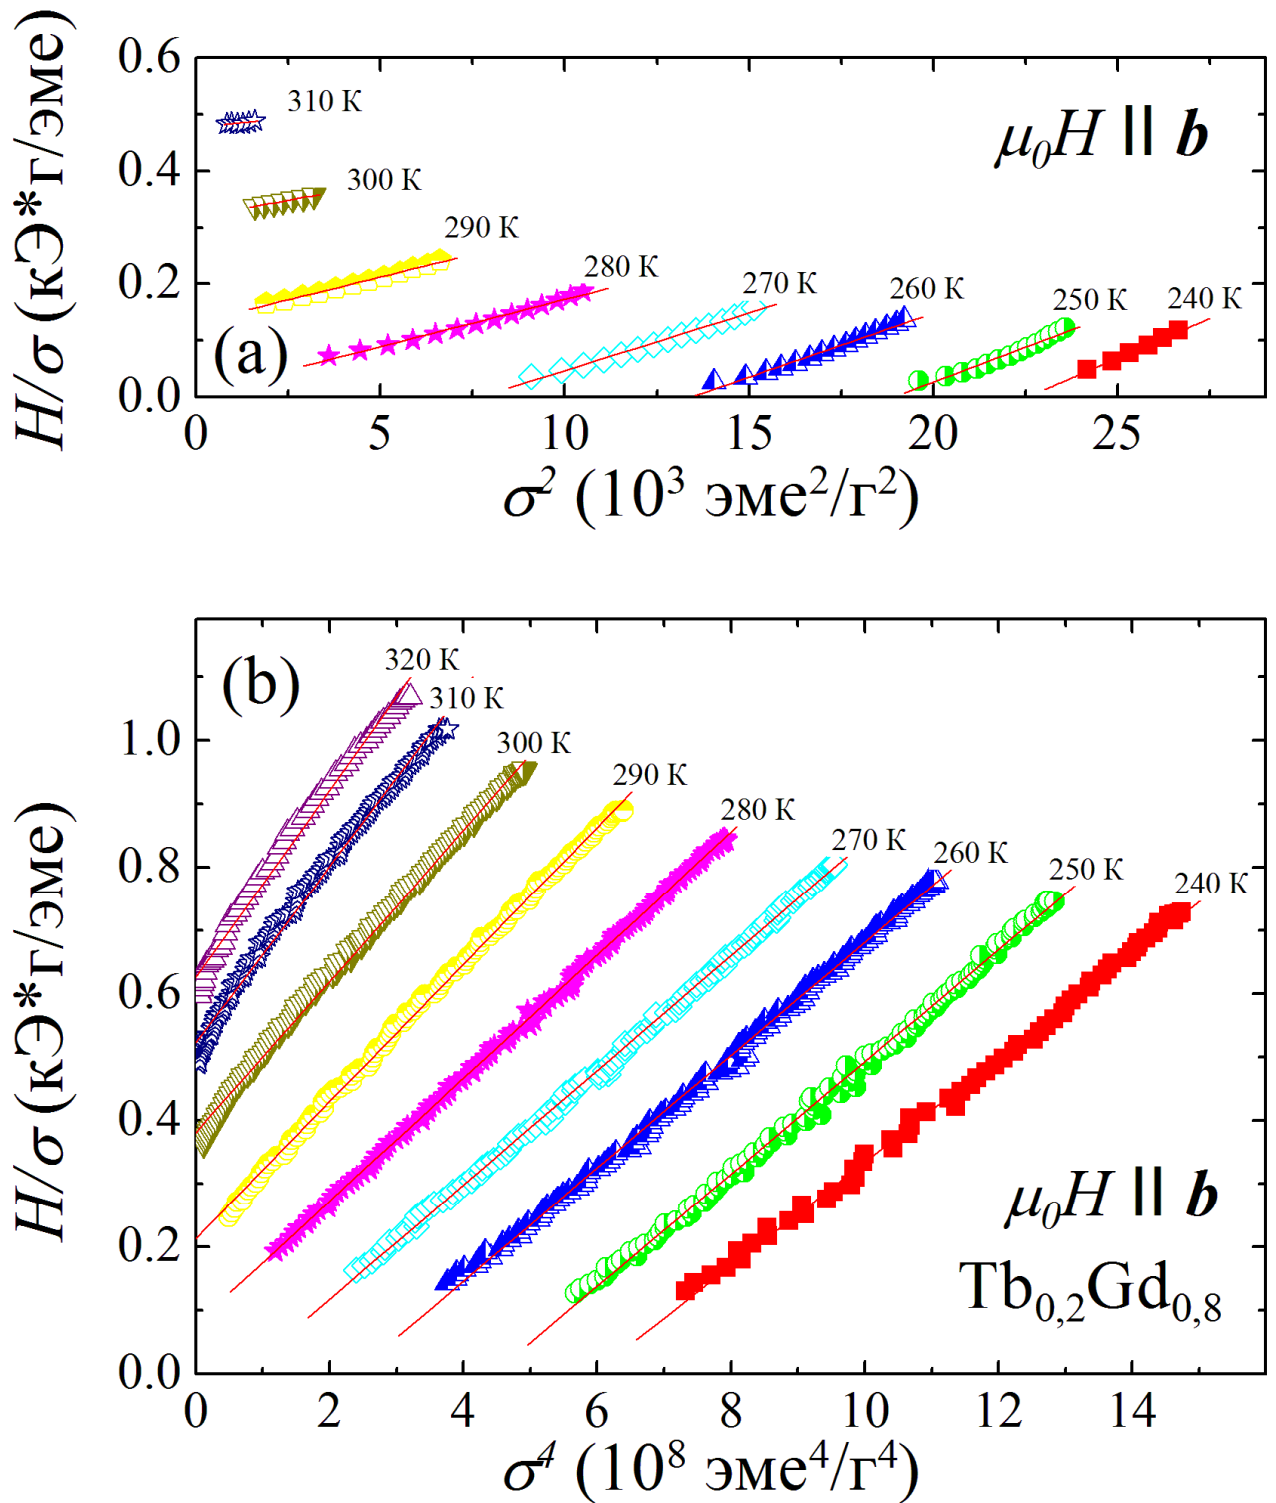 H/σ (кЭ*г/эме)
0.6
0.4
0.2
0.0
310 К
300 К
290 К
280 К
270 К
260 К
250 К
240 К
μ₀H || b
(a)
0 5 10 15 20 25
σ² (10³ эме²/г²)
H/σ (кЭ*г/эме)
1.0
0.8
0.6
0.4
0.2
0.0
(b)
320 К
310 К
300 К
290 К
280 К
270 К
260 К
250 К
240 К
μ₀H || b
Tb₀,₂Gd₀,₈
0 2 4 6 8 10 12 14
σ⁴ (10⁸ эме⁴/г⁴)